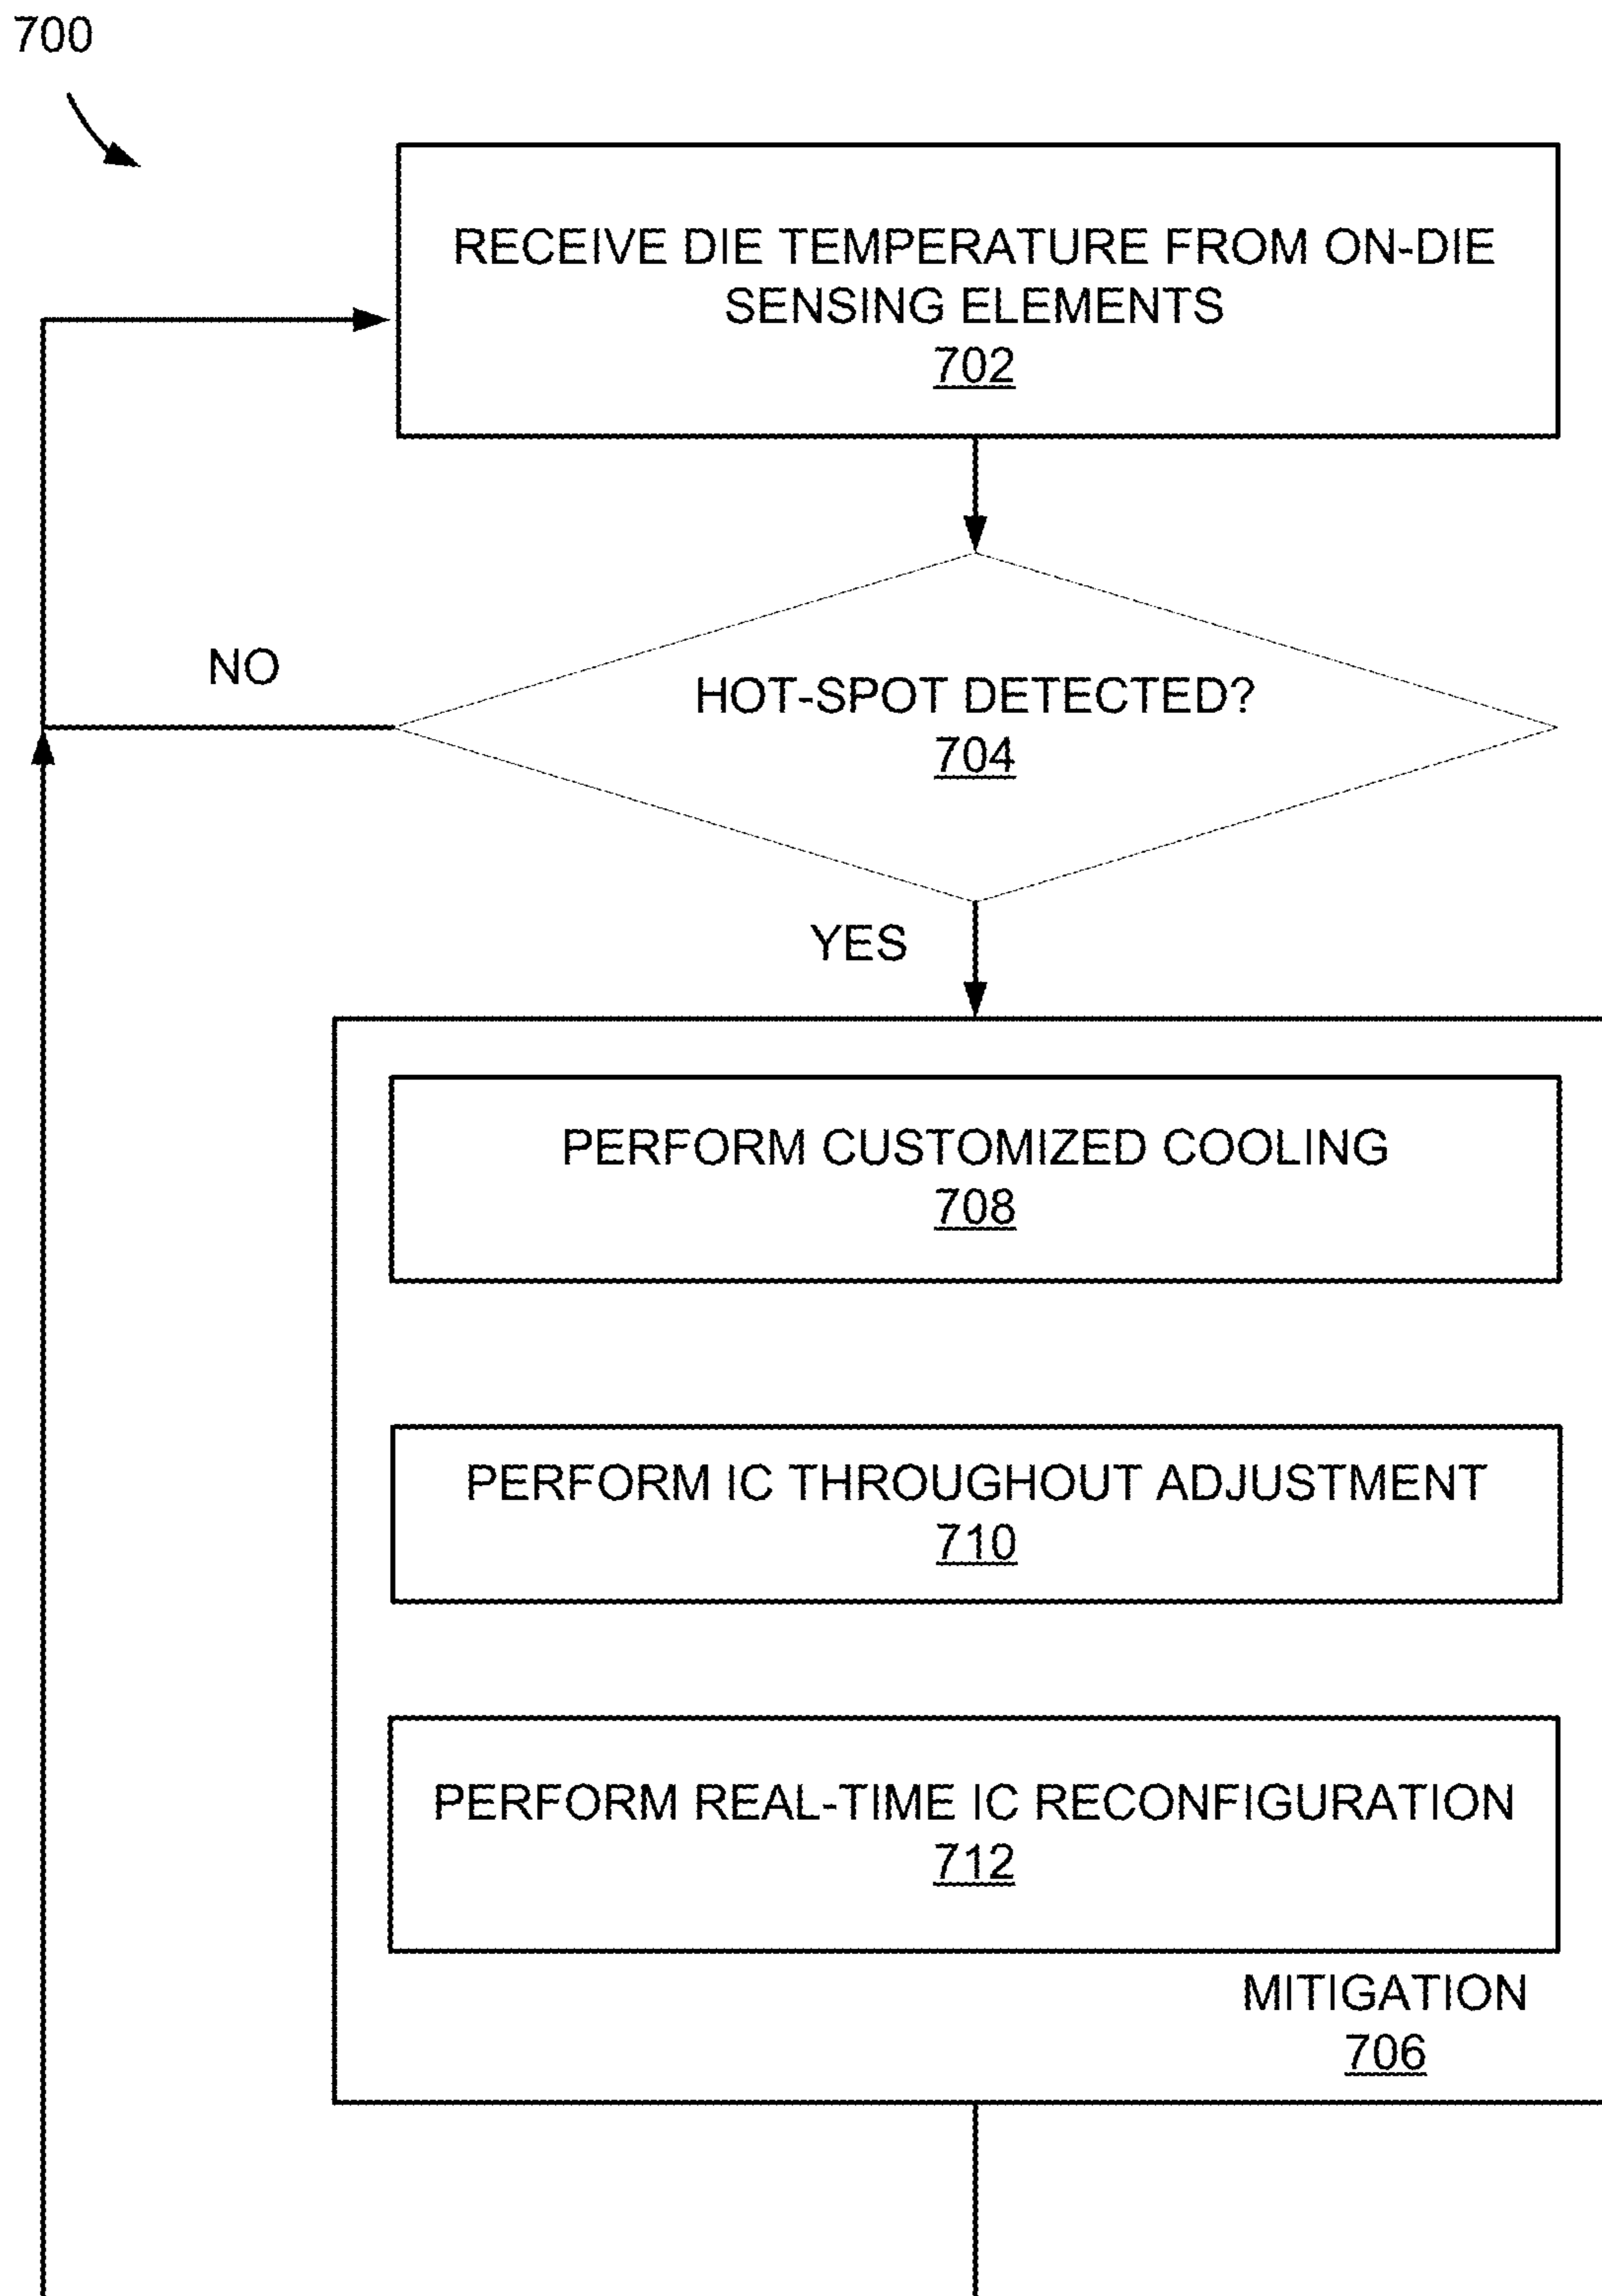 700
RECEIVE DIE TEMPERATURE FROM ON-DIE
SENSING ELEMENTS
702
NO
HOT-SPOT DETECTED?
704
YES
PERFORM CUSTOMIZED COOLING
708
PERFORM IC THROUGHOUT ADJUSTMENT
710
PERFORM REAL-TIME IC RECONFIGURATION
712
MITIGATION
706